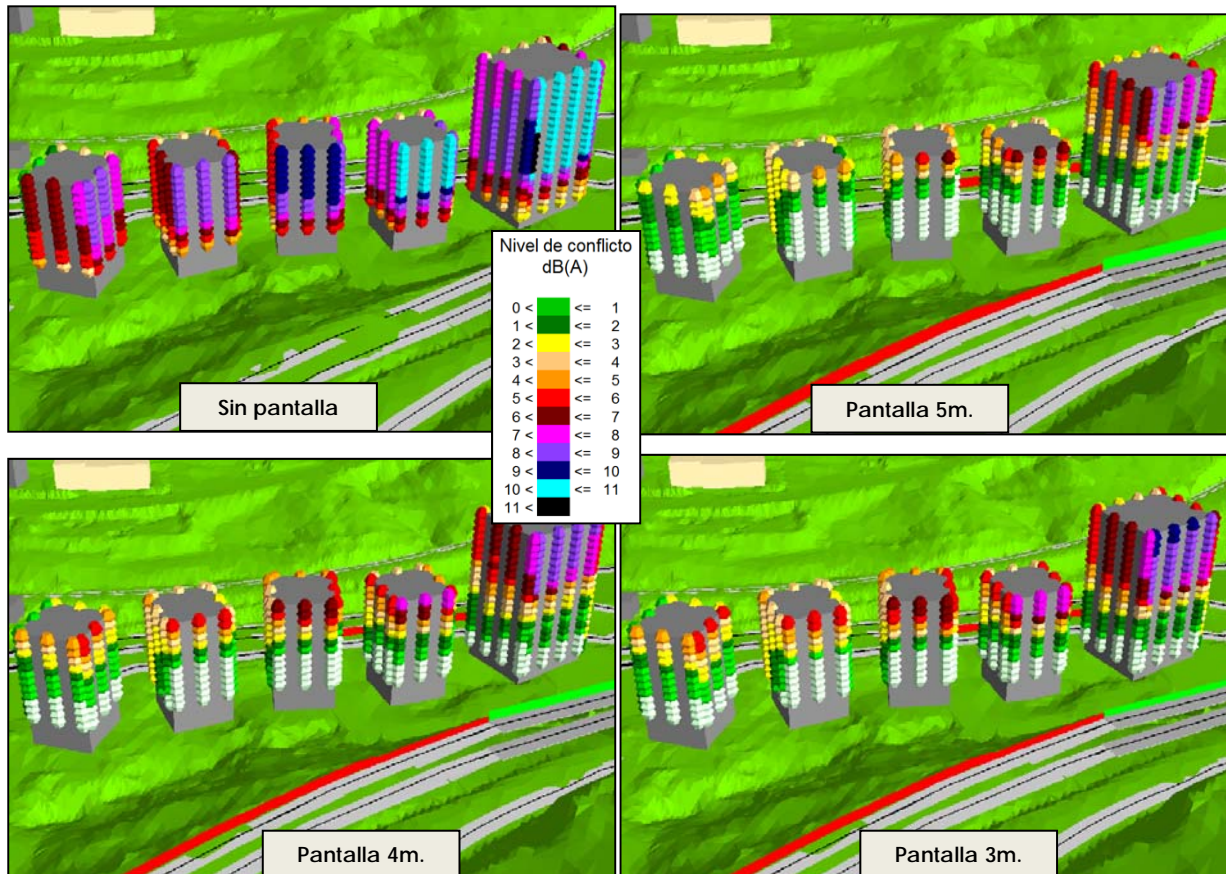 Sin pantalla
Pantalla 5m.
Nivel de conflicto
dB(A)
0 < <= 1
1 < <= 2
2 < <= 3
3 < <= 4
4 < <= 5
5 < <= 6
6 < <= 7
7 < <= 8
8 < <= 9
9 < <= 10
10 < <= 11
11 <
Pantalla 4m.
Pantalla 3m.